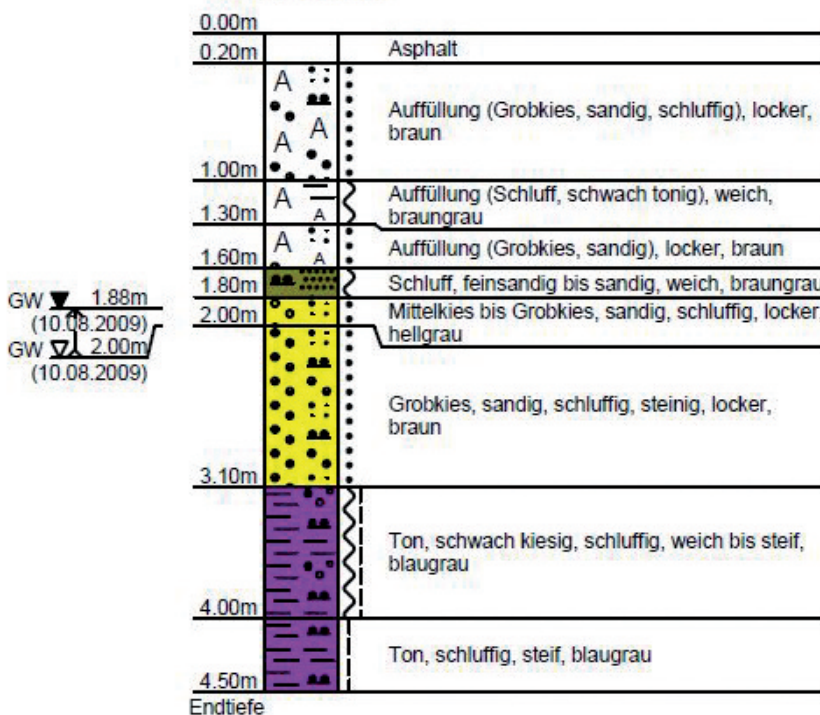 0.00m
0.20m
Asphalt
A
Auffüllung (Grobkies, sandig, schluffig), locker,
braun
A
A
1.00m
A
Auffüllung (Schluff, schwach tonig), weich,
braungrau
1.30m
A
A
Auffüllung (Grobkies, sandig), locker, braun
A
1.60m
Schluff, feinsandig bis sandig, weich, braungrau
1.80m
GW 1.88m
(10.08.2009)
Mittelkies bis Grobkies, sandig, schluffig, locker,
hellgrau
2.00m
GW 2.00m
(10.08.2009)
Grobkies, sandig, schluffig, steinig, locker,
braun
3.10m
Ton, schwach kiesig, schluffig, weich bis steif,
blaugrau
4.00m
Ton, schluffig, steif, blaugrau
4.50m
Endtiefe